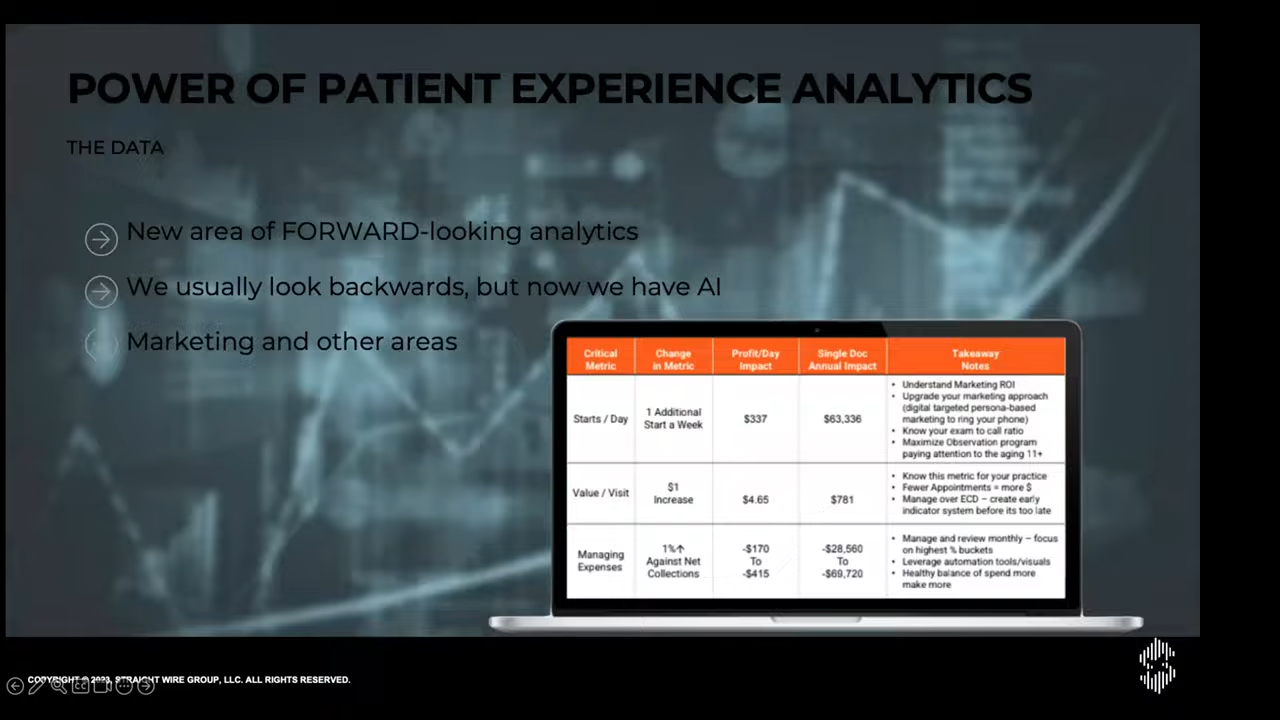 POWER OF PATIENT EXPERIENCE ANALYTICS
THE DATA
New area of FORWARD-looking analytics
We usually look backwards, but now we have AI
Marketing and other areas
Critical Metric
Change in Metric
Profit/Day Impact
Single Doc Annual Impact
Takeaway Notes
Starts / Day
1 Additional Start a Week
$337
$63,336
• Understand Marketing ROI
• Upgrade your marketing approach
(digital targeted persona-based
marketing to ring your phone)
• Know your exam to call ratio
• Maximize Observation program
paying attention to the aging 11+
Value / Visit
$1 Increase
$4.65
$781
• Know this metric for your practice
• Fewer Appointments = more $
• Manage over ECD – create early
indicator system before its too late
Managing Expenses
1%↑ Against Net Collections
-$170 To -$415
-$28,560 To -$69,720
• Manage and review monthly – focus
on highest % buckets
• Leverage automation tools/visuals
• Healthy balance of spend more
make more
COPYRIGHT © 2023, STRAIGHT WIRE GROUP, LLC. ALL RIGHTS RESERVED.
CC